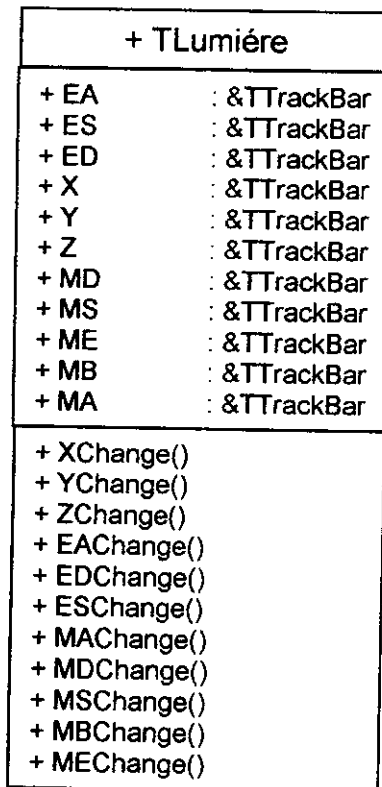 + TLumiére
+ EA : &TTrackBar
+ ES : &TTrackBar
+ ED : &TTrackBar
+ X : &TTrackBar
+ Y : &TTrackBar
+ Z : &TTrackBar
+ MD : &TTrackBar
+ MS : &TTrackBar
+ ME : &TTrackBar
+ MB : &TTrackBar
+ MA : &TTrackBar
+ XChange()
+ YChange()
+ ZChange()
+ EAChange()
+ EDChange()
+ ESChange()
+ MAChange()
+ MDChange()
+ MSChange()
+ MBChange()
+ MEChange()